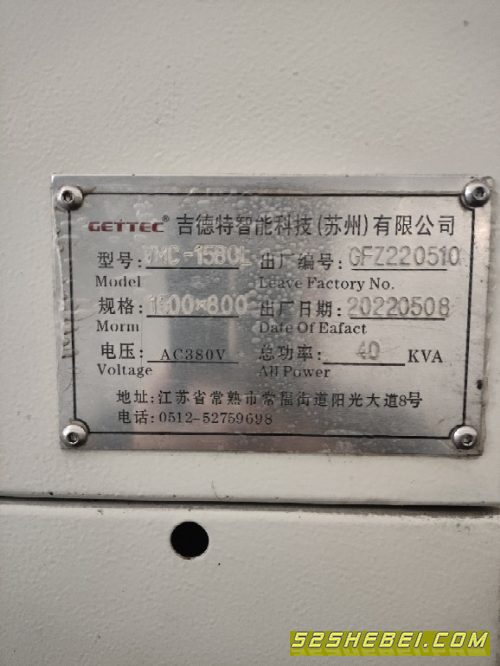 GETTEC® 吉德特智能科技(苏州)有限公司
型号: VMC-1580L 出厂编号: GFZ220510
Model Leave Factory No.
规格: 1500×800 出厂日期: 20220508
Morm Date Of Eafact
电压: AC380V 总功率: 40 KVA
Voltage All Power
地址: 江苏省常熟市常福街道阳光大道8号
电话: 0512-52759698
52SHEBEI.COM